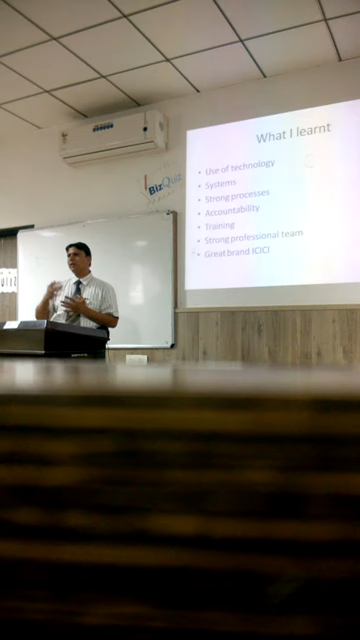 What I learnt
• Use of technology
• Systems
• Strong processes
• Accountability
• Training
• Strong professional team
• Great brand ICICI
BizQuiz